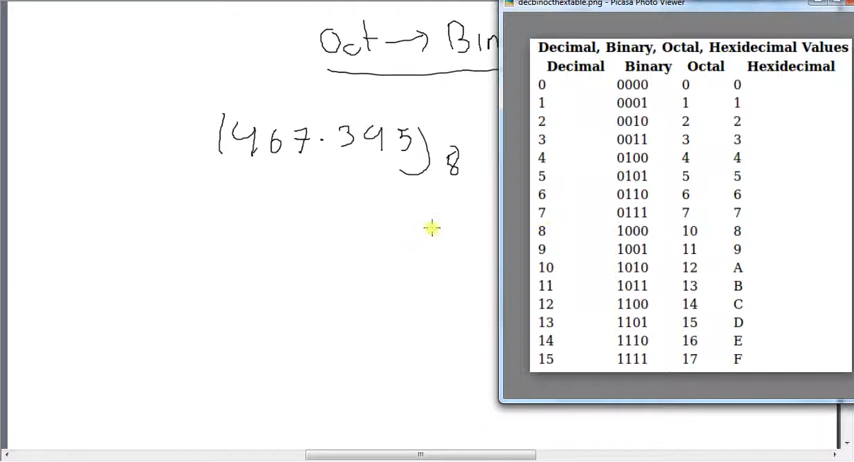 decbinocthextable.png - Picasa Photo Viewer
Oct → Bin
(467.345)8
Decimal, Binary, Octal, Hexidecimal Values
Decimal Binary Octal Hexidecimal
0 0000 0 0
1 0001 1 1
2 0010 2 2
3 0011 3 3
4 0100 4 4
5 0101 5 5
6 0110 6 6
7 0111 7 7
8 1000 10 8
9 1001 11 9
10 1010 12 A
11 1011 13 B
12 1100 14 C
13 1101 15 D
14 1110 16 E
15 1111 17 F